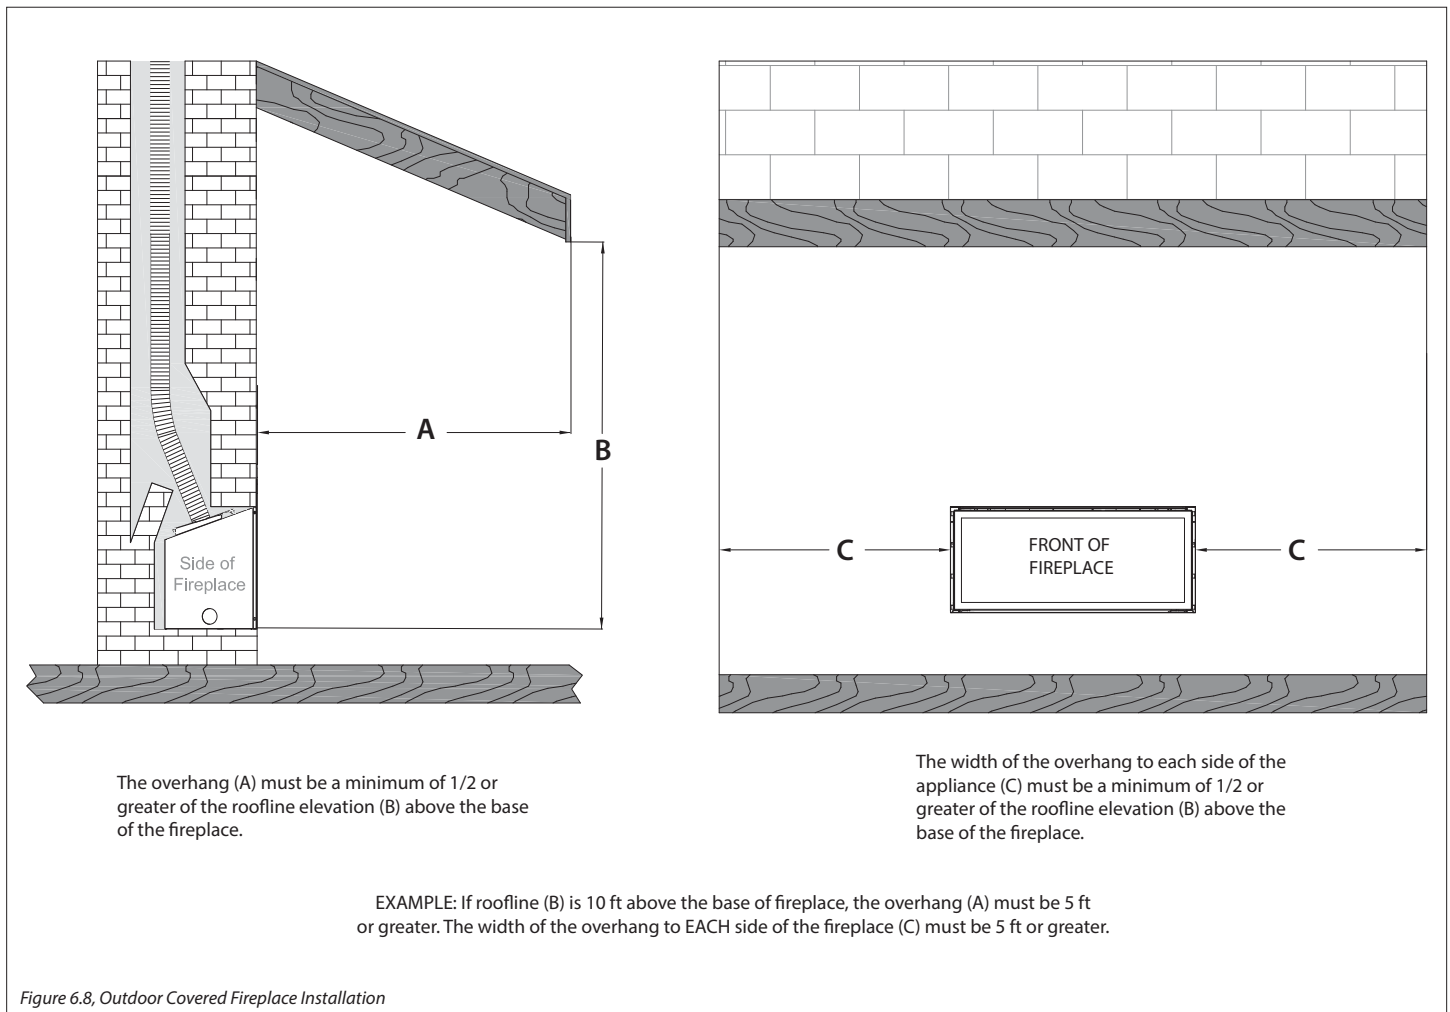 A
B
Side of
Fireplace
C
FRONT OF
FIREPLACE
C
The overhang (A) must be a minimum of 1/2 or
greater of the roofline elevation (B) above the base
of the fireplace.
The width of the overhang to each side of the
appliance (C) must be a minimum of 1/2 or
greater of the roofline elevation (B) above the
base of the fireplace.
EXAMPLE: If roofline (B) is 10 ft above the base of fireplace, the overhang (A) must be 5 ft
or greater. The width of the overhang to EACH side of the fireplace (C) must be 5 ft or greater.
Figure 6.8, Outdoor Covered Fireplace Installation